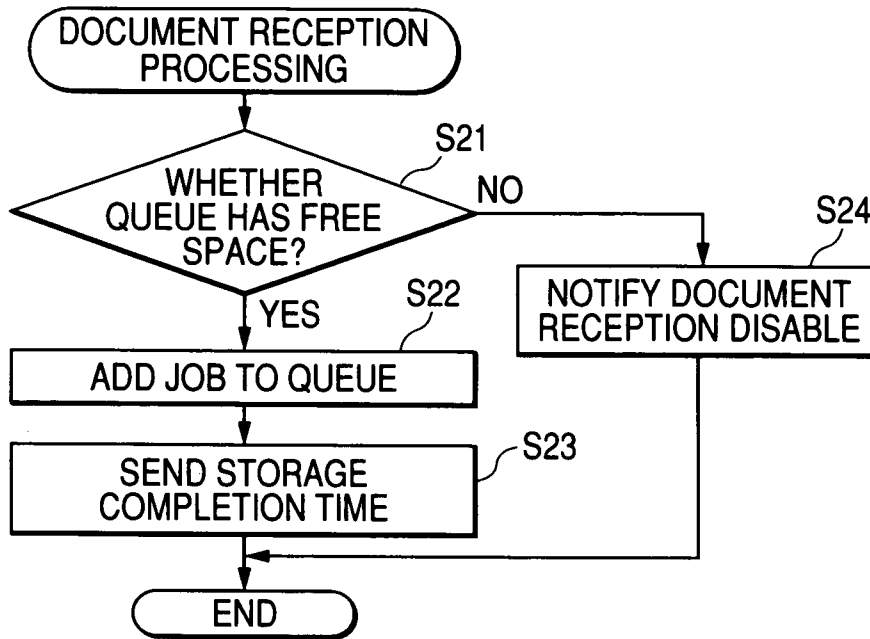 DOCUMENT RECEPTION
PROCESSING
S21
WHETHER
QUEUE HAS FREE
SPACE?
NO
S24
NOTIFY DOCUMENT
RECEPTION DISABLE
YES
S22
ADD JOB TO QUEUE
S23
SEND STORAGE
COMPLETION TIME
END